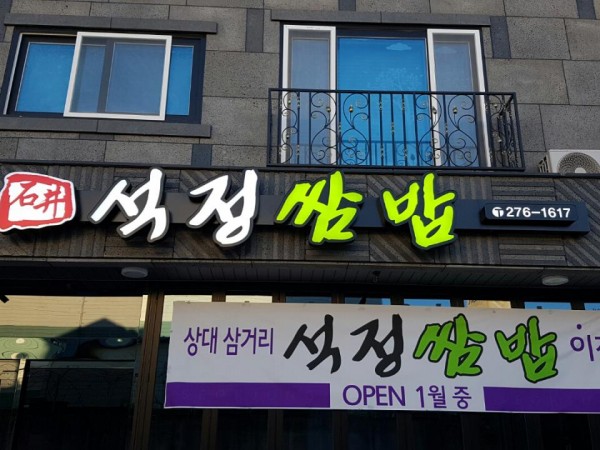 石井 석정쌈밥 T 276-1617
상대 삼거리 석정쌈밥
OPEN 1월 중